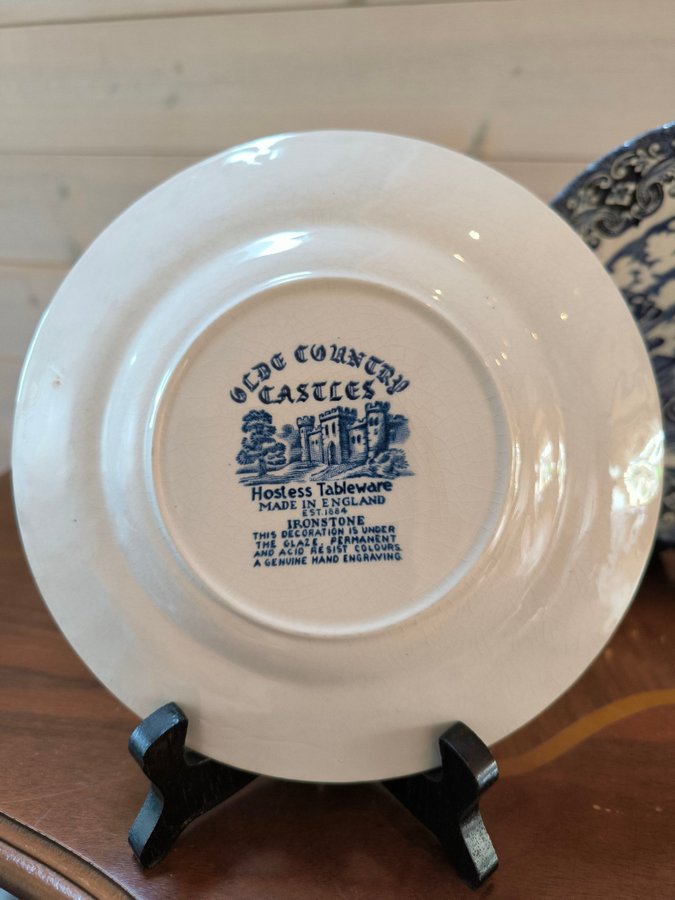 OLDE COUNTRY
CASTLES
Hostess Tableware
MADE IN ENGLAND
EST.1864
IRONSTONE
THIS DECORATION IS UNDER
THE GLAZE, PERMANENT
AND ACID RESIST COLOURS.
A GENUINE HAND ENGRAVING.